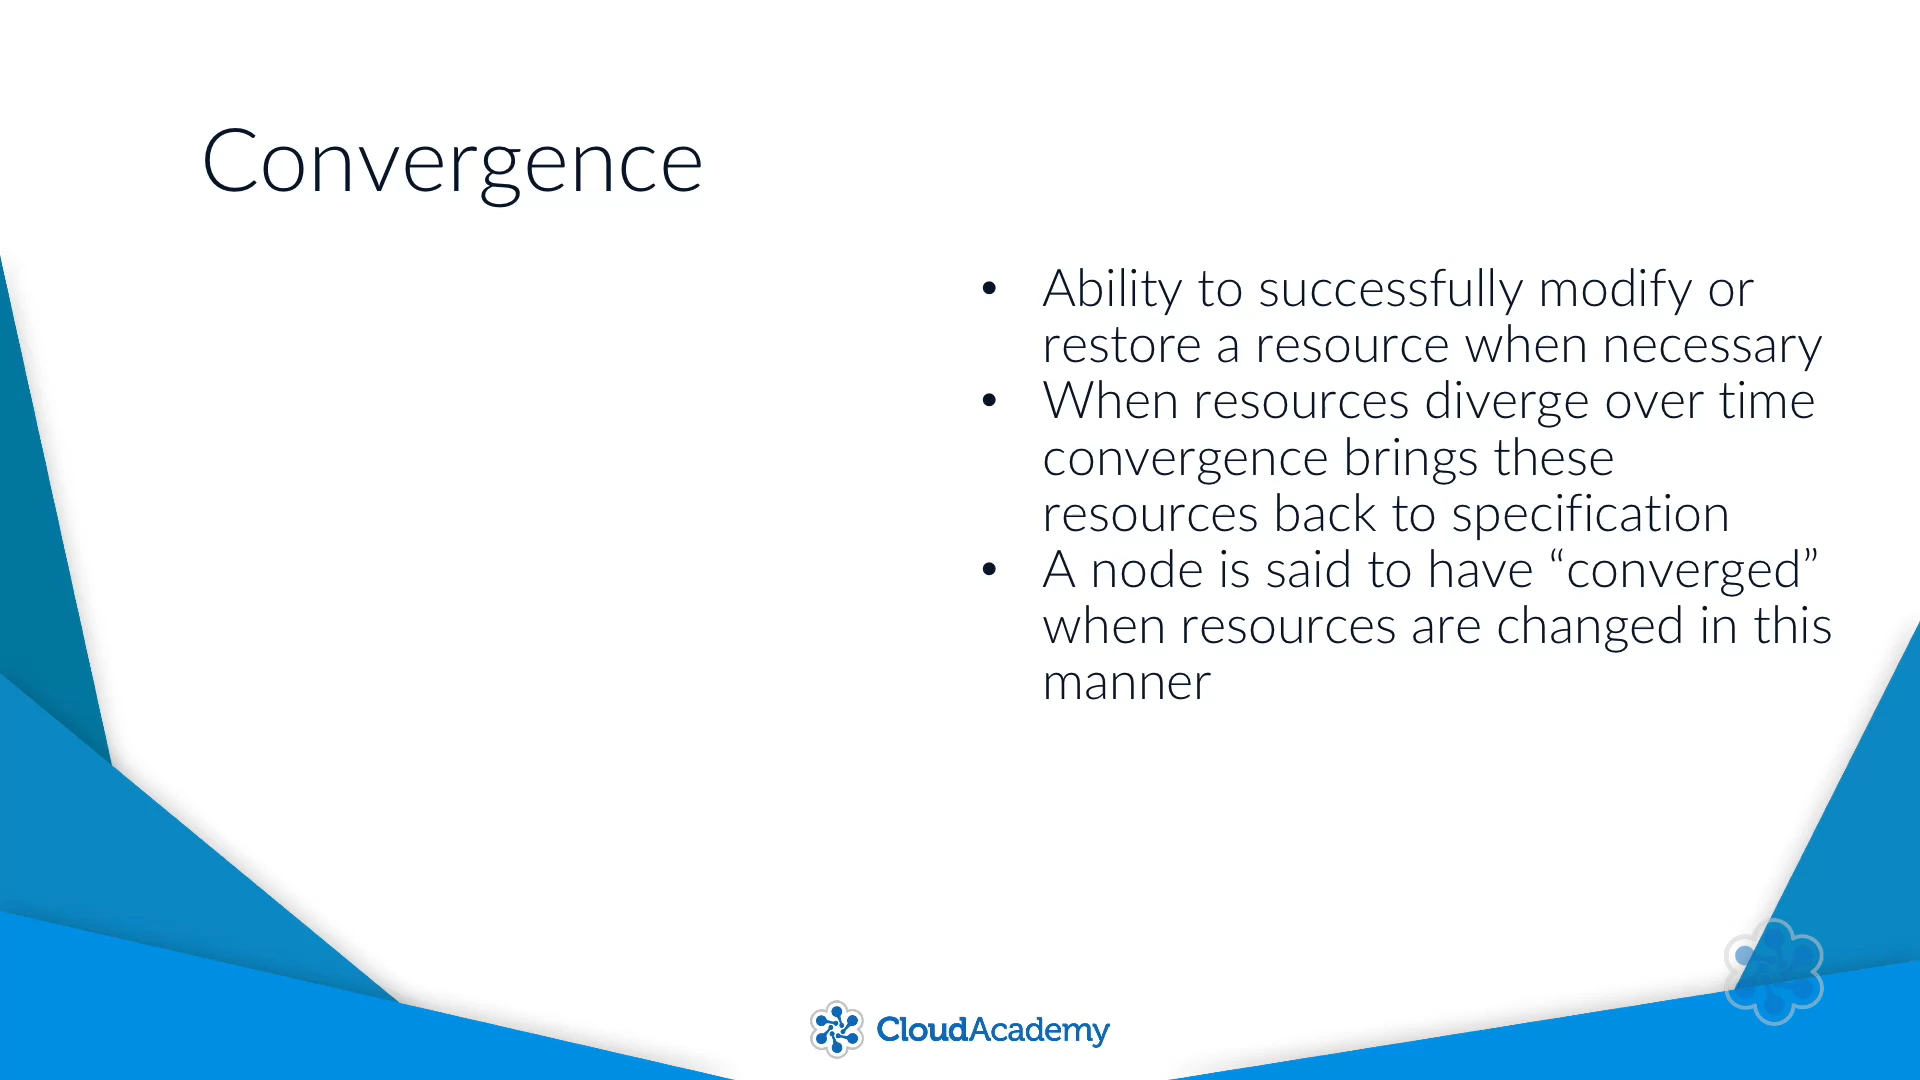 Convergence
• Ability to successfully modify or
restore a resource when necessary
• When resources diverge over time
convergence brings these
resources back to specification
• A node is said to have “converged”
when resources are changed in this
manner
CloudAcademy